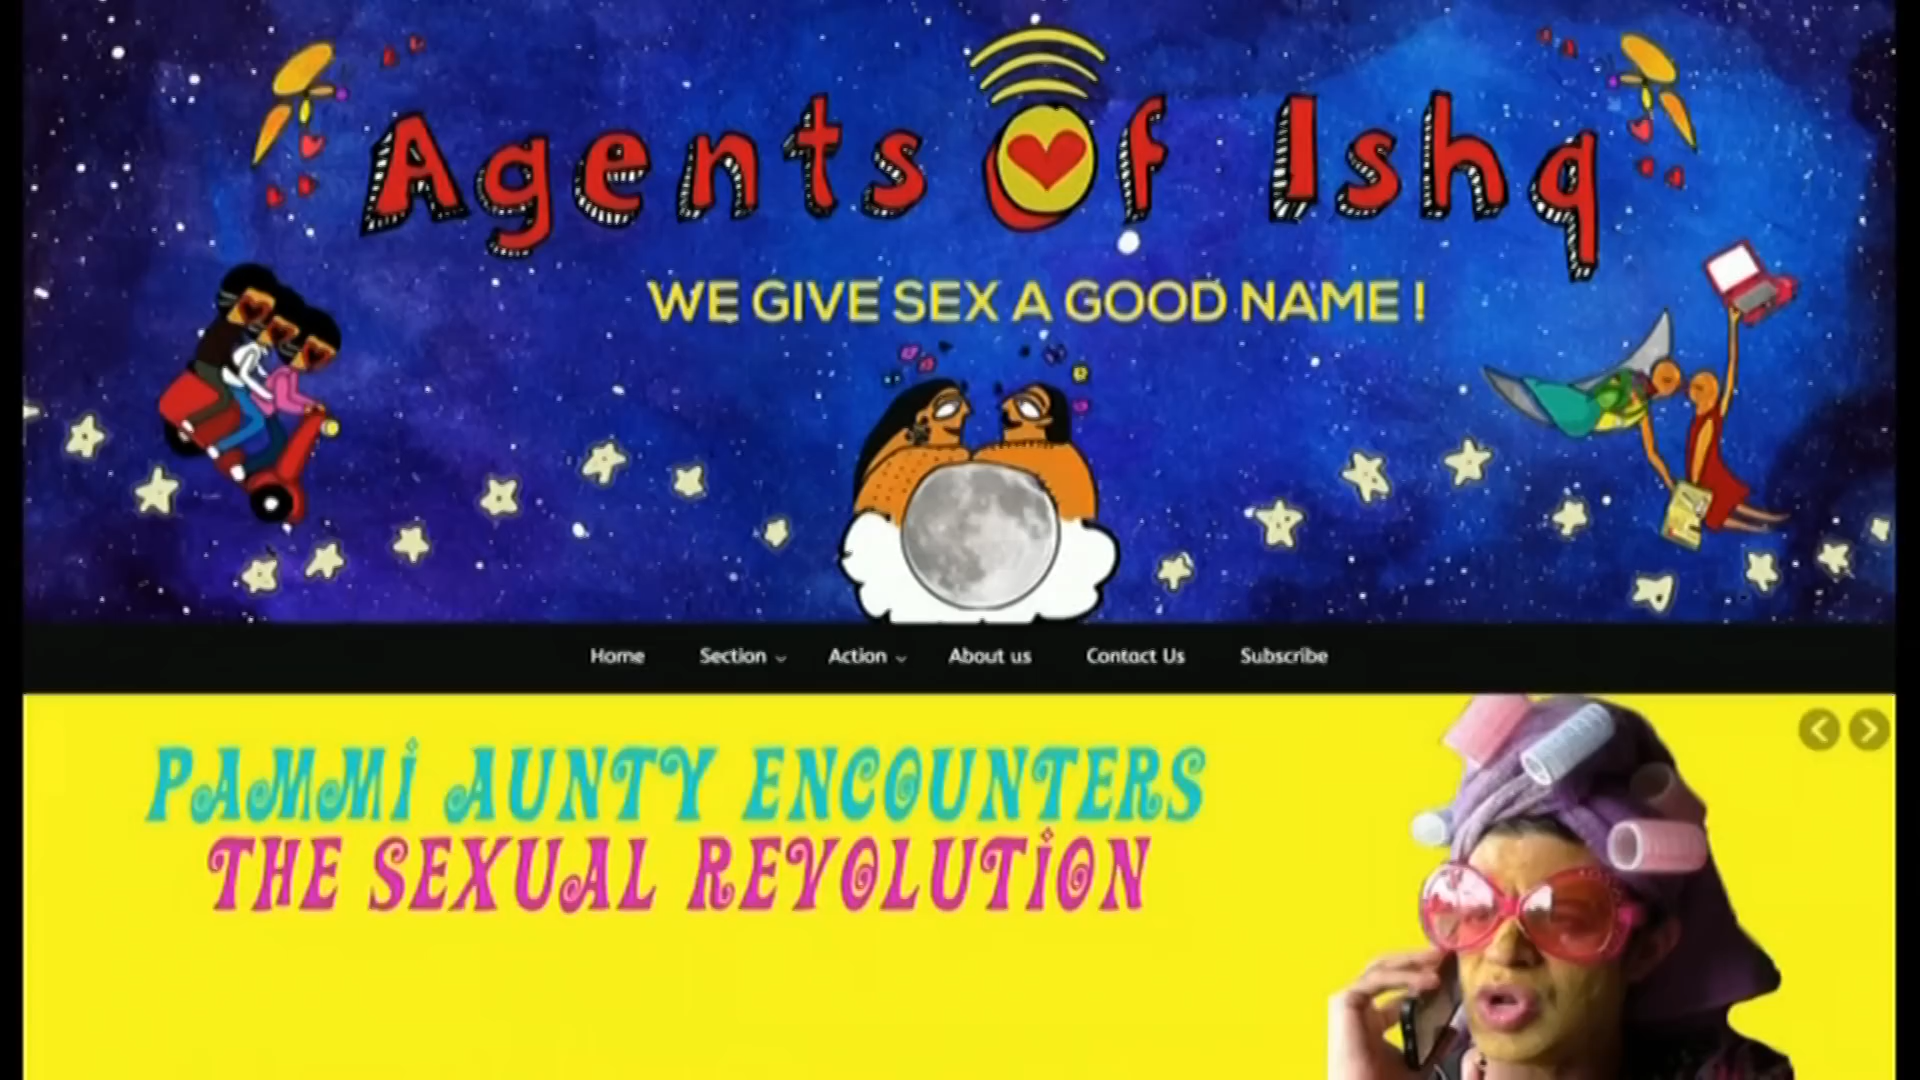 Agents Of Ishq
WE GIVE SEX A GOOD NAME !
Home Section Action About us Contact Us Subscribe
PAMMI AUNTY ENCOUNTERS
THE SEXUAL REVOLUTION